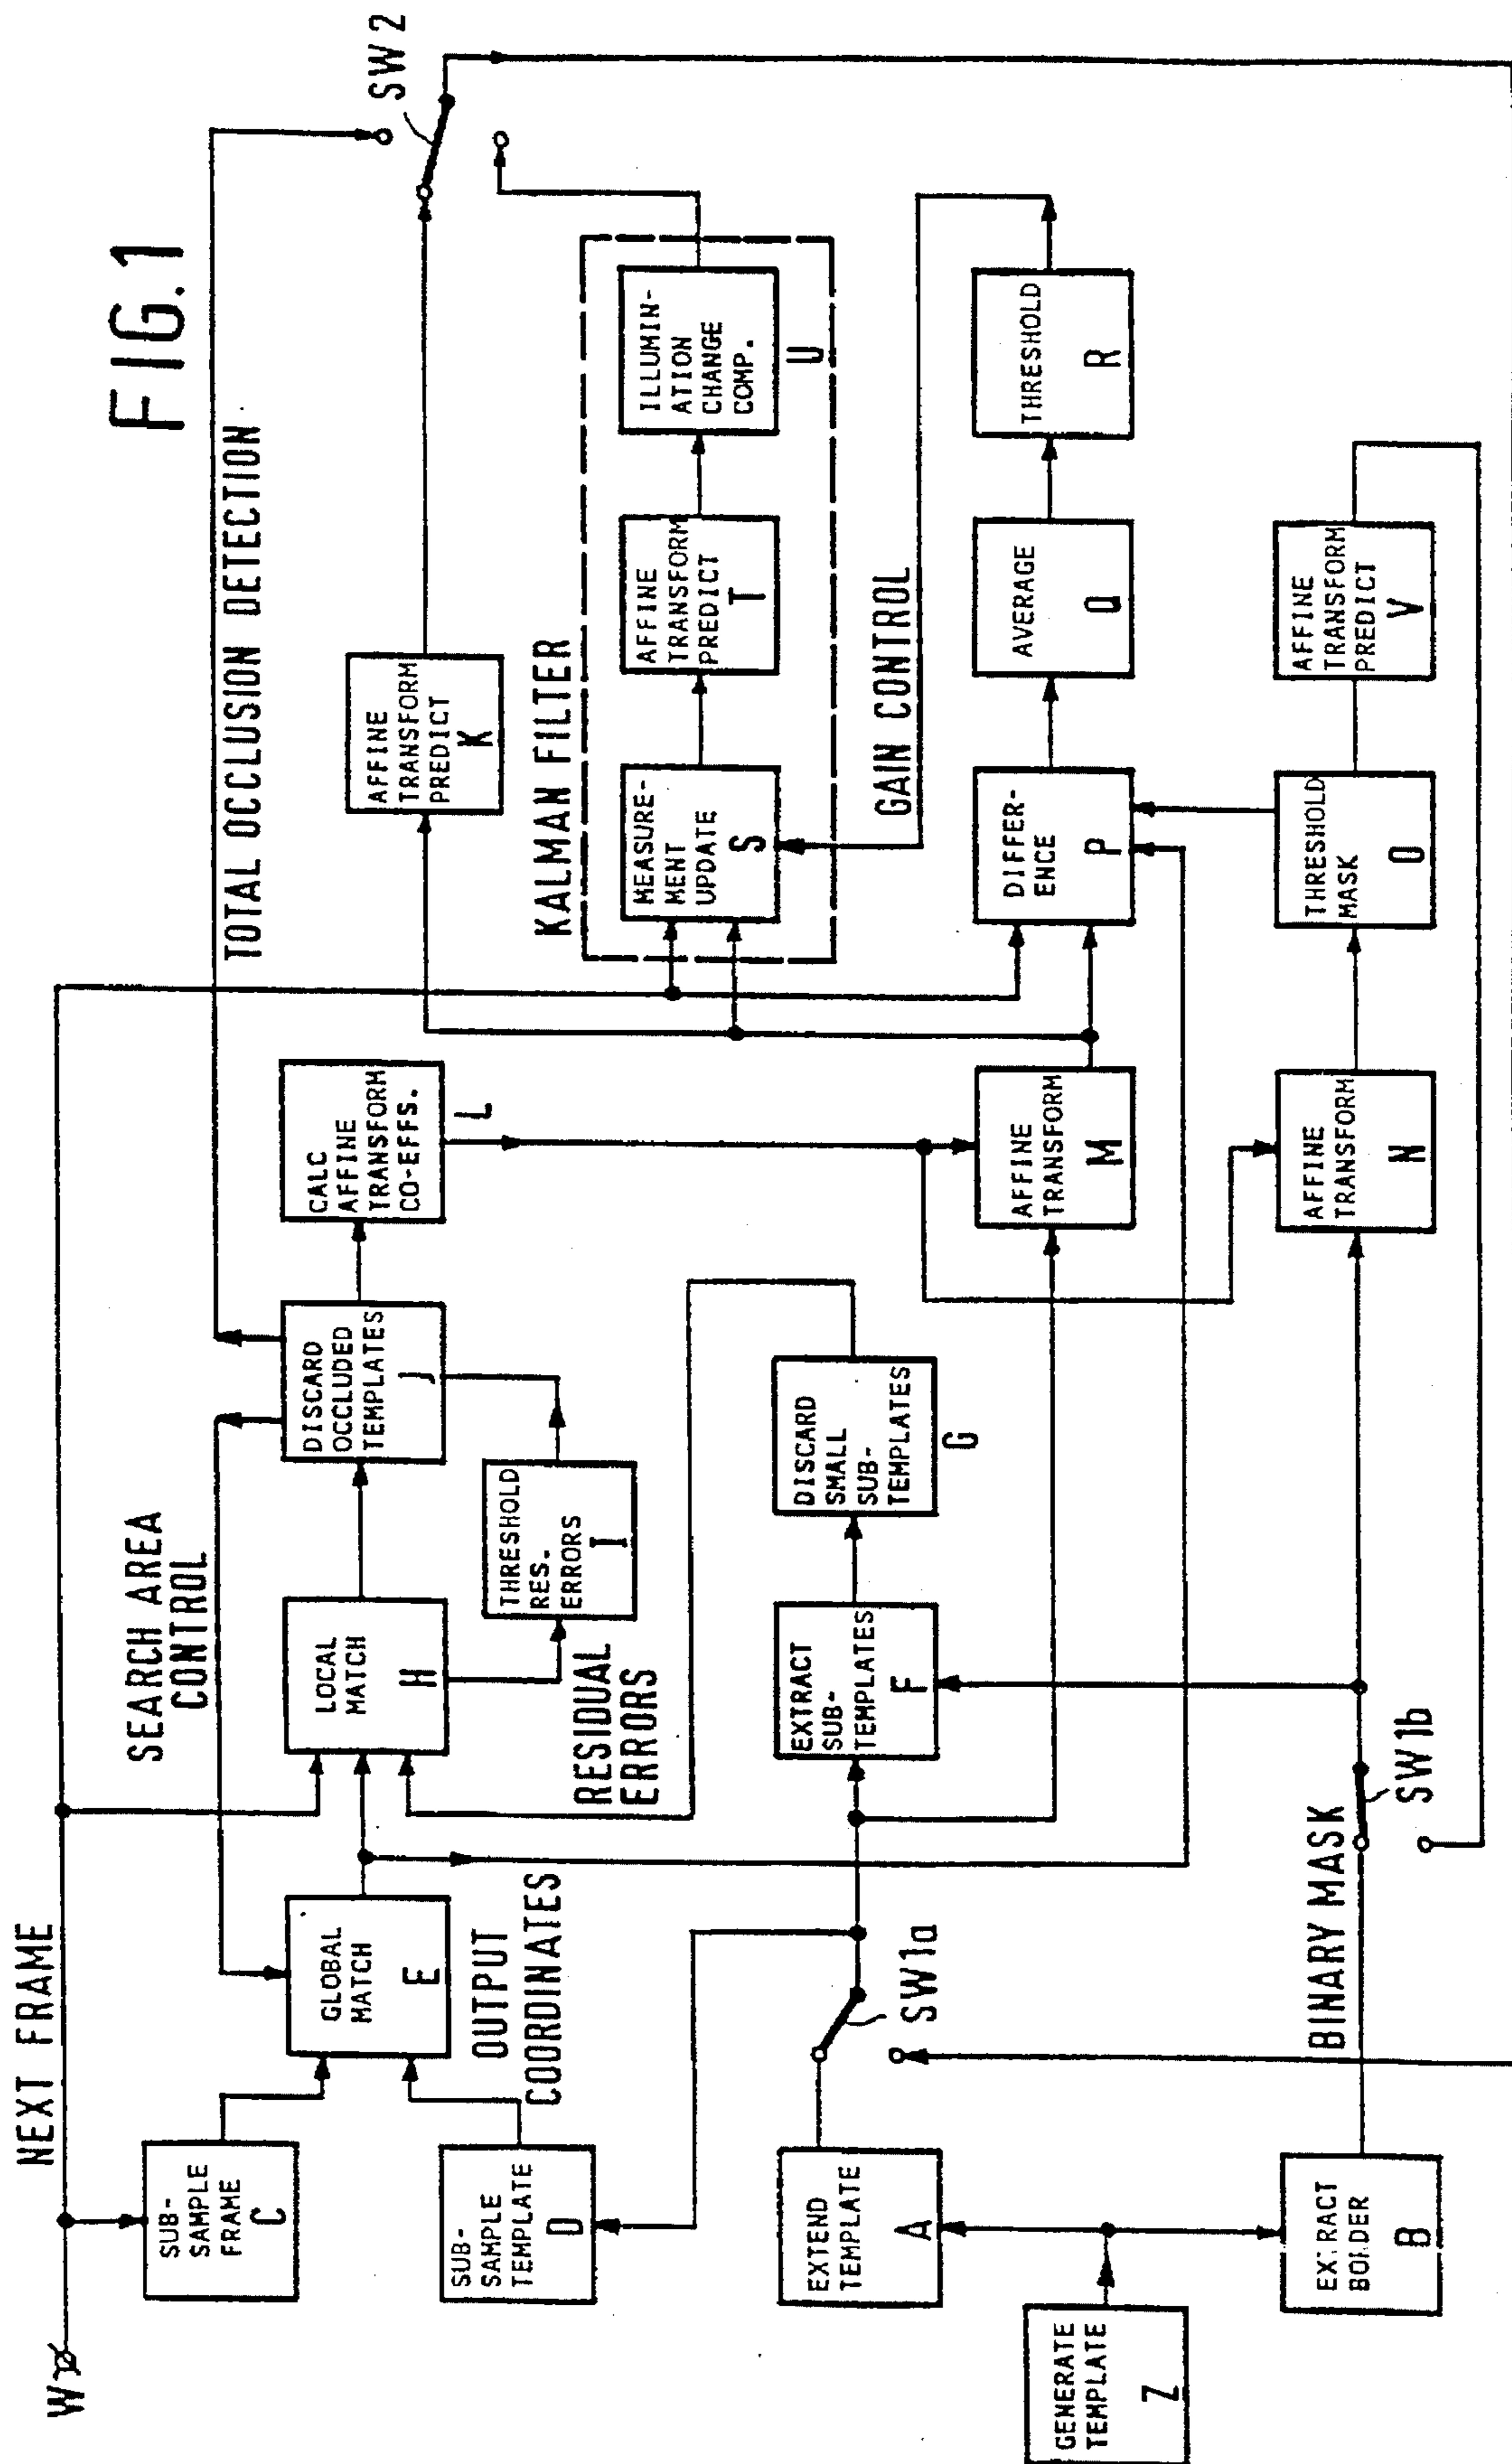 FIG.1
NEXT FRAME
W
SUB-
SAMPLE
FRAME
C
SUB-
SAMPLE
TEMPLATE
D
GLOBAL
MATCH
E
OUTPUT
COORDINATES
SEARCH AREA
CONTROL
LOCAL
MATCH
H
RESIDUAL
ERRORS
THRESHOLD
RES.
ERRORS
I
DISCARD
OCCLUDED
TEMPLATES
J
CALC
AFFINE
TRANSFORM
CO-EFFS.
L
TOTAL OCCLUSION DETECTION
SW 2
AFFINE
TRANSFORM
PREDICT
K
KALMAN FILTER
MEASURE-
MENT
UPDATE
S
AFFINE
TRANSFORM
PREDICT
T
ILLUMIN-
ATION
CHANGE
COMP.
U
GAIN CONTROL
GENERATE
TEMPLATE
Z
EXTEND
TEMPLATE
A
SW1a
EXTRACT
SUB-
TEMPLATES
F
DISCARD
SMALL
SUB-
TEMPLATES
G
AFFINE
TRANSFORM
M
DIFFER-
ENCE
P
AVERAGE
Q
THRESHOLD
R
EXTRACT
BORDER
B
BINARY MASK
SW1b
AFFINE
TRANSFORM
N
THRESHOLD
MASK
O
AFFINE
TRANSFORM
PREDICT
V